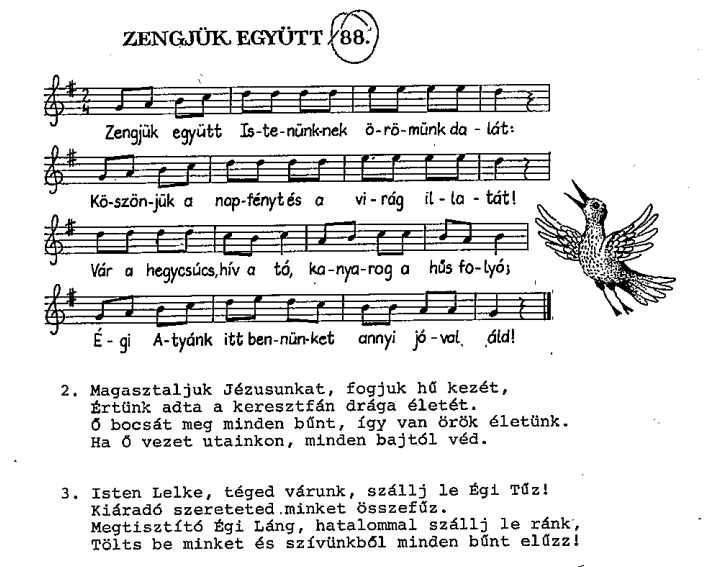 ZENGJÜK EGYÜTT 88.
2 4
Zengjük együtt Is-te-nünk-nek ö-rö-münk da-lát:
Kö-szön-jük a nap-fényt és a vi-rág il-la-tát!
Vár a hegycsúcs, hív a tó, ka-nya-rog a hűs fo-lyó;
É-gi A-tyánk itt ben-nün-ket annyi jó-val áld!
2. Magasztaljuk Jézusunkat, fogjuk hű kezét,
Értünk adta a keresztfán drága életét.
Ő bocsát meg minden bűnt, így van örök életünk.
Ha Ő vezet utainkon, minden bajtól véd.
3. Isten Lelke, téged várunk, szállj le Égi Tűz!
Kiáradó szereteted minket összefűz.
Megtisztító Égi Láng, hatalommal szállj le ránk,
Tölts be minket és szívünkből minden bűnt elűzz!